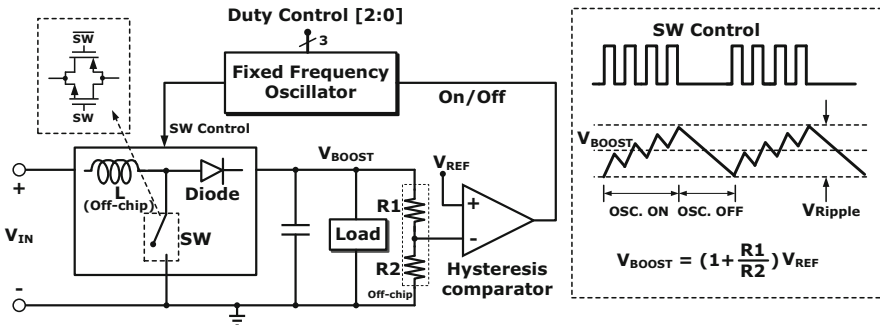 Duty Control [2:0]
3
Fixed Frequency
Oscillator
On/Off
SW
SW
SW Control
L
(Off-chip)
Diode
SW
+
V_IN
-
V_BOOST
Load
R1
R2
Off-chip
V_REF
+
-
Hysteresis
comparator
SW Control
V_BOOST
OSC. ON
OSC. OFF
V_Ripple
V_BOOST = (1+R1/R2) V_REF